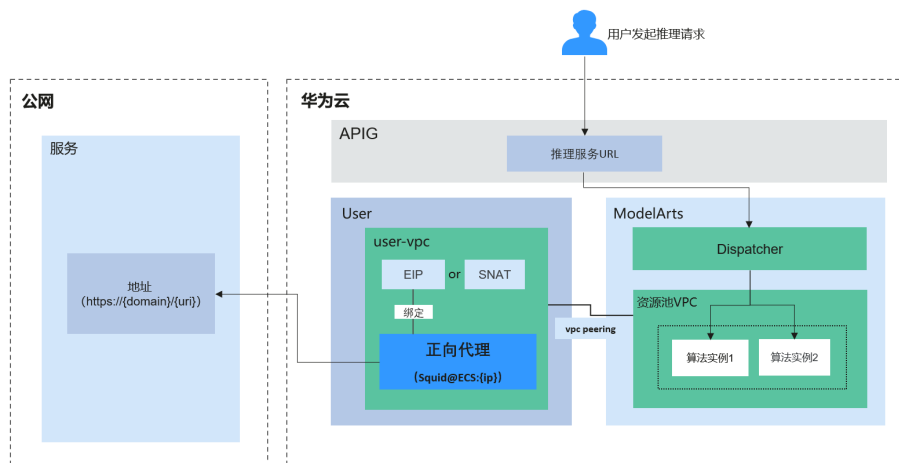 用户发起推理请求
公网
华为云
服务
APIG
推理服务URL
User
ModelArts
user-vpc
Dispatcher
EIP or SNAT
地址
（https://{domain}/{uri}）
绑定
资源池VPC
vpc peering
正向代理
（Squid@ECS:{ip}）
算法实例1
算法实例2